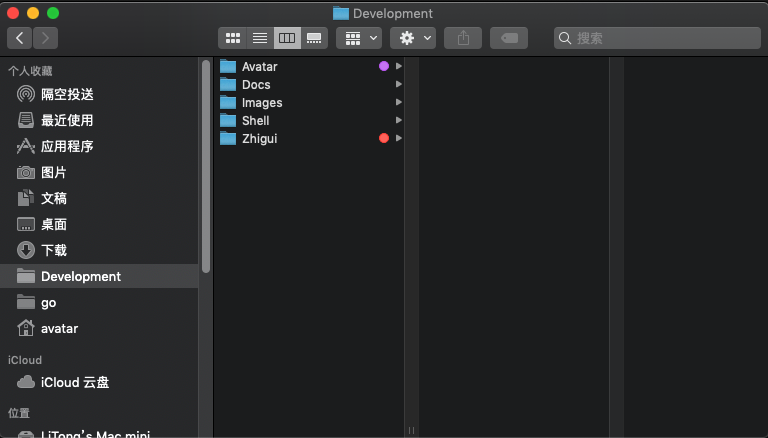 Development
搜索
个人收藏
隔空投送
最近使用
应用程序
图片
文稿
桌面
下载
Development
go
avatar
iCloud
iCloud 云盘
位置
LiTong's Mac mini
Avatar
Docs
Images
Shell
Zhigui